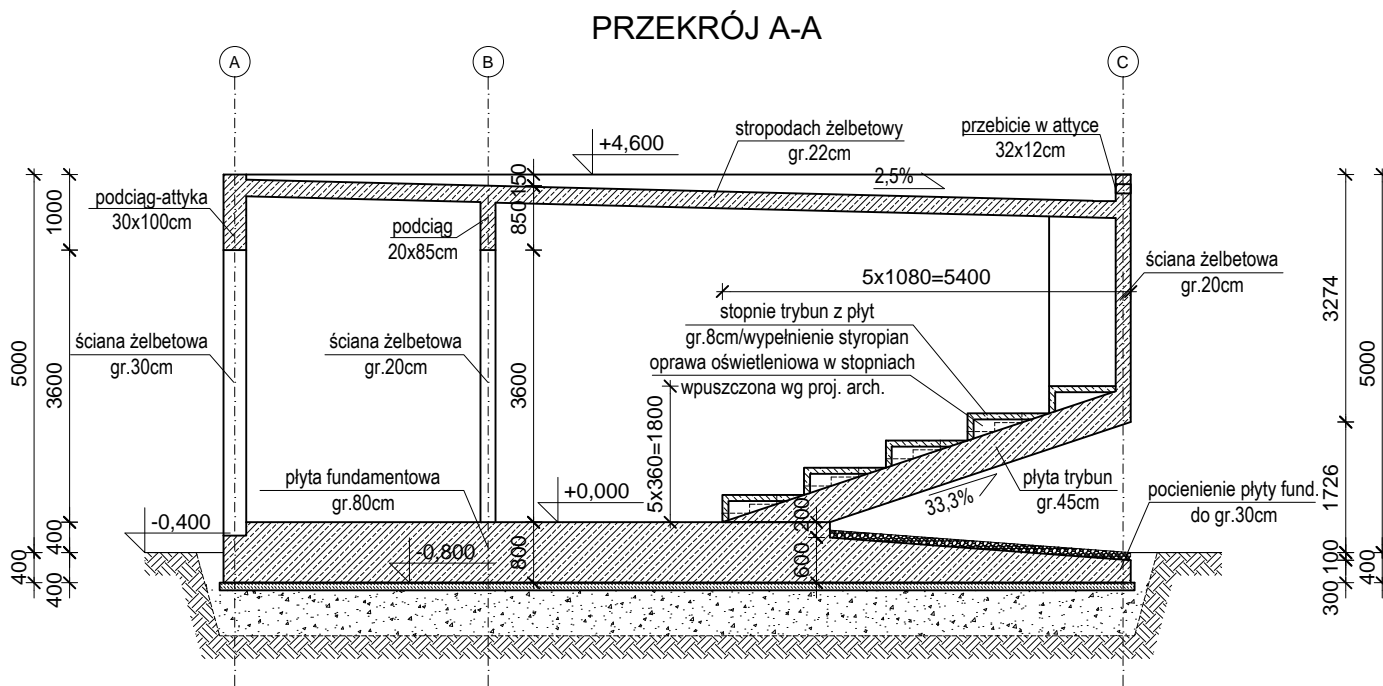 PRZEKRÓJ A-A
A
B
C
+4,600
stropodach żelbetowy
gr.22cm
przebicie w attyce
32x12cm
2,5%
150
850
1000
podciąg-attyka
30x100cm
podciąg
20x85cm
5x1080=5400
ściana żelbetowa
gr.20cm
3274
5000
5000
3600
ściana żelbetowa
gr.30cm
ściana żelbetowa
gr.20cm
3600
stopnie trybun z płyt
gr.8cm/wypełnienie styropian
oprawa oświetleniowa w stopniach
wpuszczona wg proj. arch.
5x360=1800
płyta fundamentowa
gr.80cm
+0,000
płyta trybun
gr.45cm
33,3%
pocienienie płyty fund.
do gr.30cm
1726
-0,400
-0,800
800
200
600
400
400
400
100
300
400